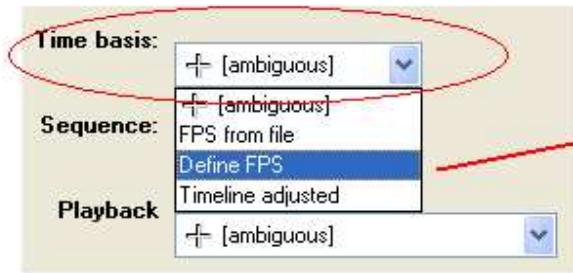 Time basis:
[ambiguous]
[ambiguous]
Sequence:
FPS from file
Define FPS
Timeline adjusted
Playback
[ambiguous]